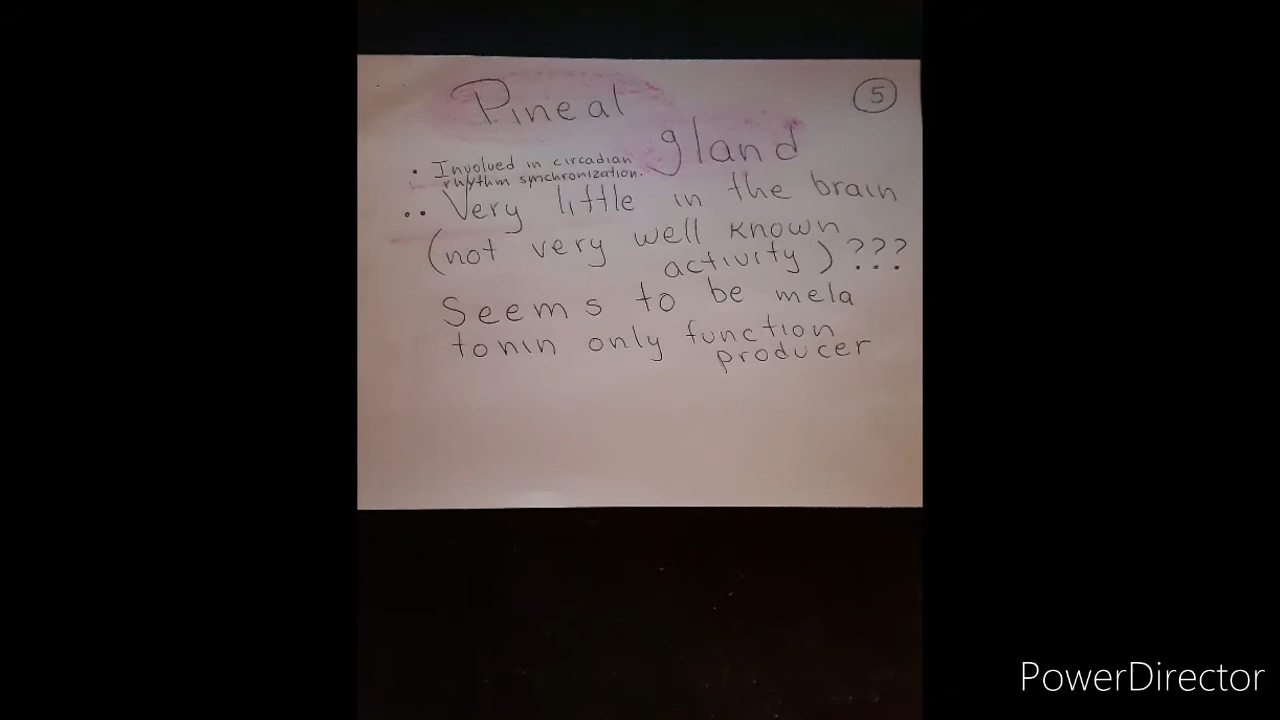 Pineal
5
gland
• Involved in circadian
rhythm synchronization.
•• Very little in the brain
(not very well known
activity) ???
Seems to be mela
tonin only function
producer
PowerDirector